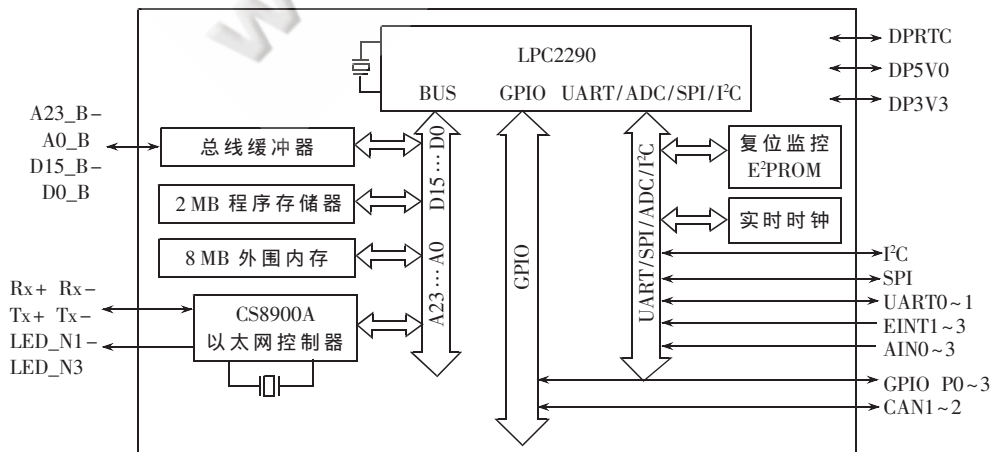 LPC2290
BUS GPIO UART/ADC/SPI/I²C
DPRTC
DP5V0
DP3V3
A23_B-
A0_B
D15_B-
D0_B
总线缓冲器
2 MB 程序存储器
8 MB 外围内存
CS8900A
以太网控制器
Rx+ Rx-
Tx+ Tx-
LED_N1-
LED_N3
A23…A0 D15…D0
GPIO
UART/SPI/ADC/I²C
复位监控
E²PROM
实时时钟
I²C
SPI
UART0~1
EINT1~3
AIN0~3
GPIO P0~3
CAN1~2